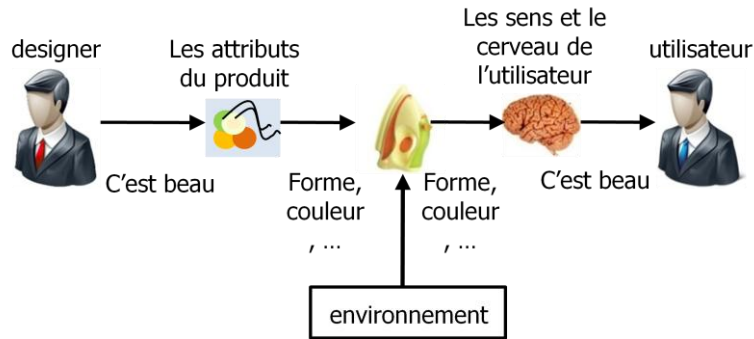 designer
Les attributs
du produit
Les sens et le
cerveau de
l'utilisateur
utilisateur
C'est beau
Forme,
couleur
, ...
Forme,
couleur
, ...
C'est beau
environnement